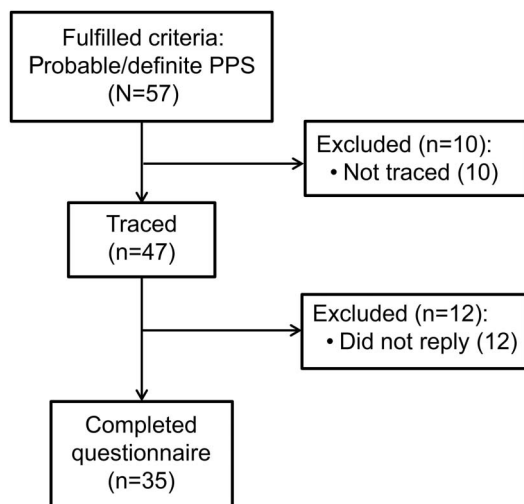 Fulfilled criteria:
Probable/definite PPS
(N=57)
Excluded (n=10):
• Not traced (10)
Traced
(n=47)
Excluded (n=12):
• Did not reply (12)
Completed
questionnaire
(n=35)